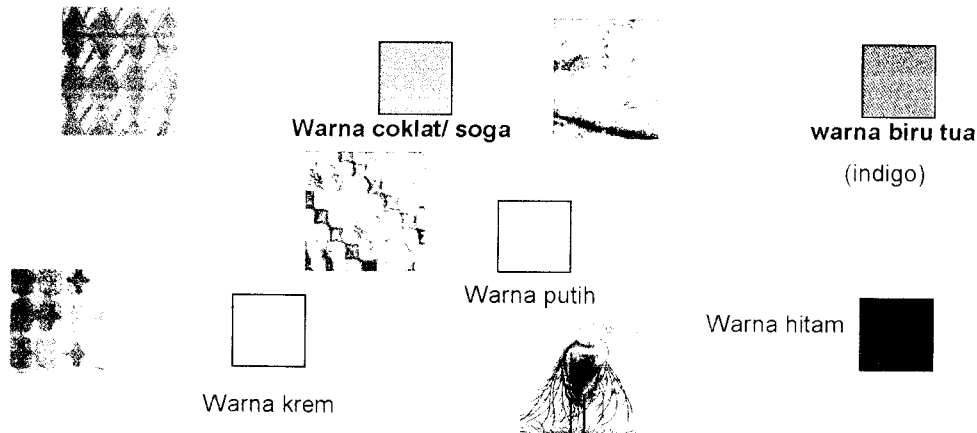 Warna coklat/ soga
warna biru tua
(indigo)
Warna putih
Warna hitam
Warna krem